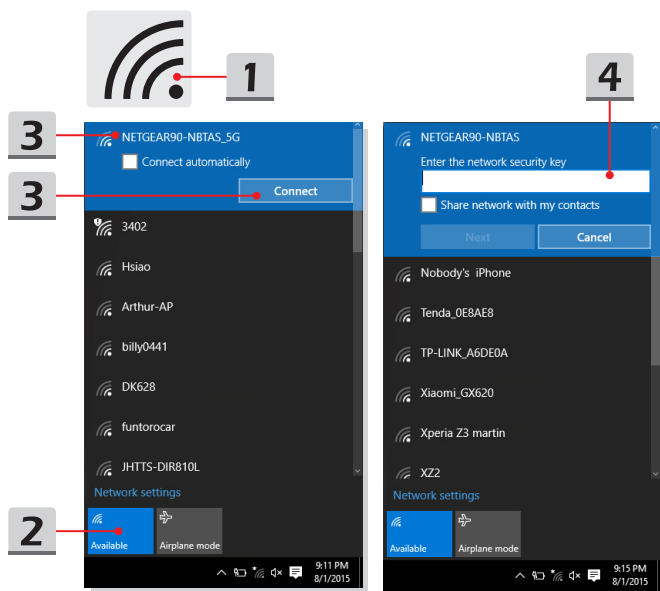 1
3
NETGEAR90-NBTAS_5G
Connect automatically
3
Connect
3402
Hsiao
Arthur-AP
billy0441
DK628
funtorocar
JHTTS-DIR810L
Network settings
2
Available
Airplane mode
9:11 PM
8/1/2015
4
NETGEAR90-NBTAS
Enter the network security key
Share network with my contacts
Next
Cancel
Nobody's iPhone
Tenda_0E8AE8
TP-LINK_A6DE0A
Xiaomi_GX620
Xperia Z3 martin
XZ2
Network settings
Available
Airplane mode
9:15 PM
8/1/2015